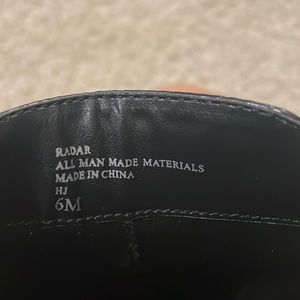 RADAR
ALL MAN MADE MATERIALS
MADE IN CHINA
HJ
6M